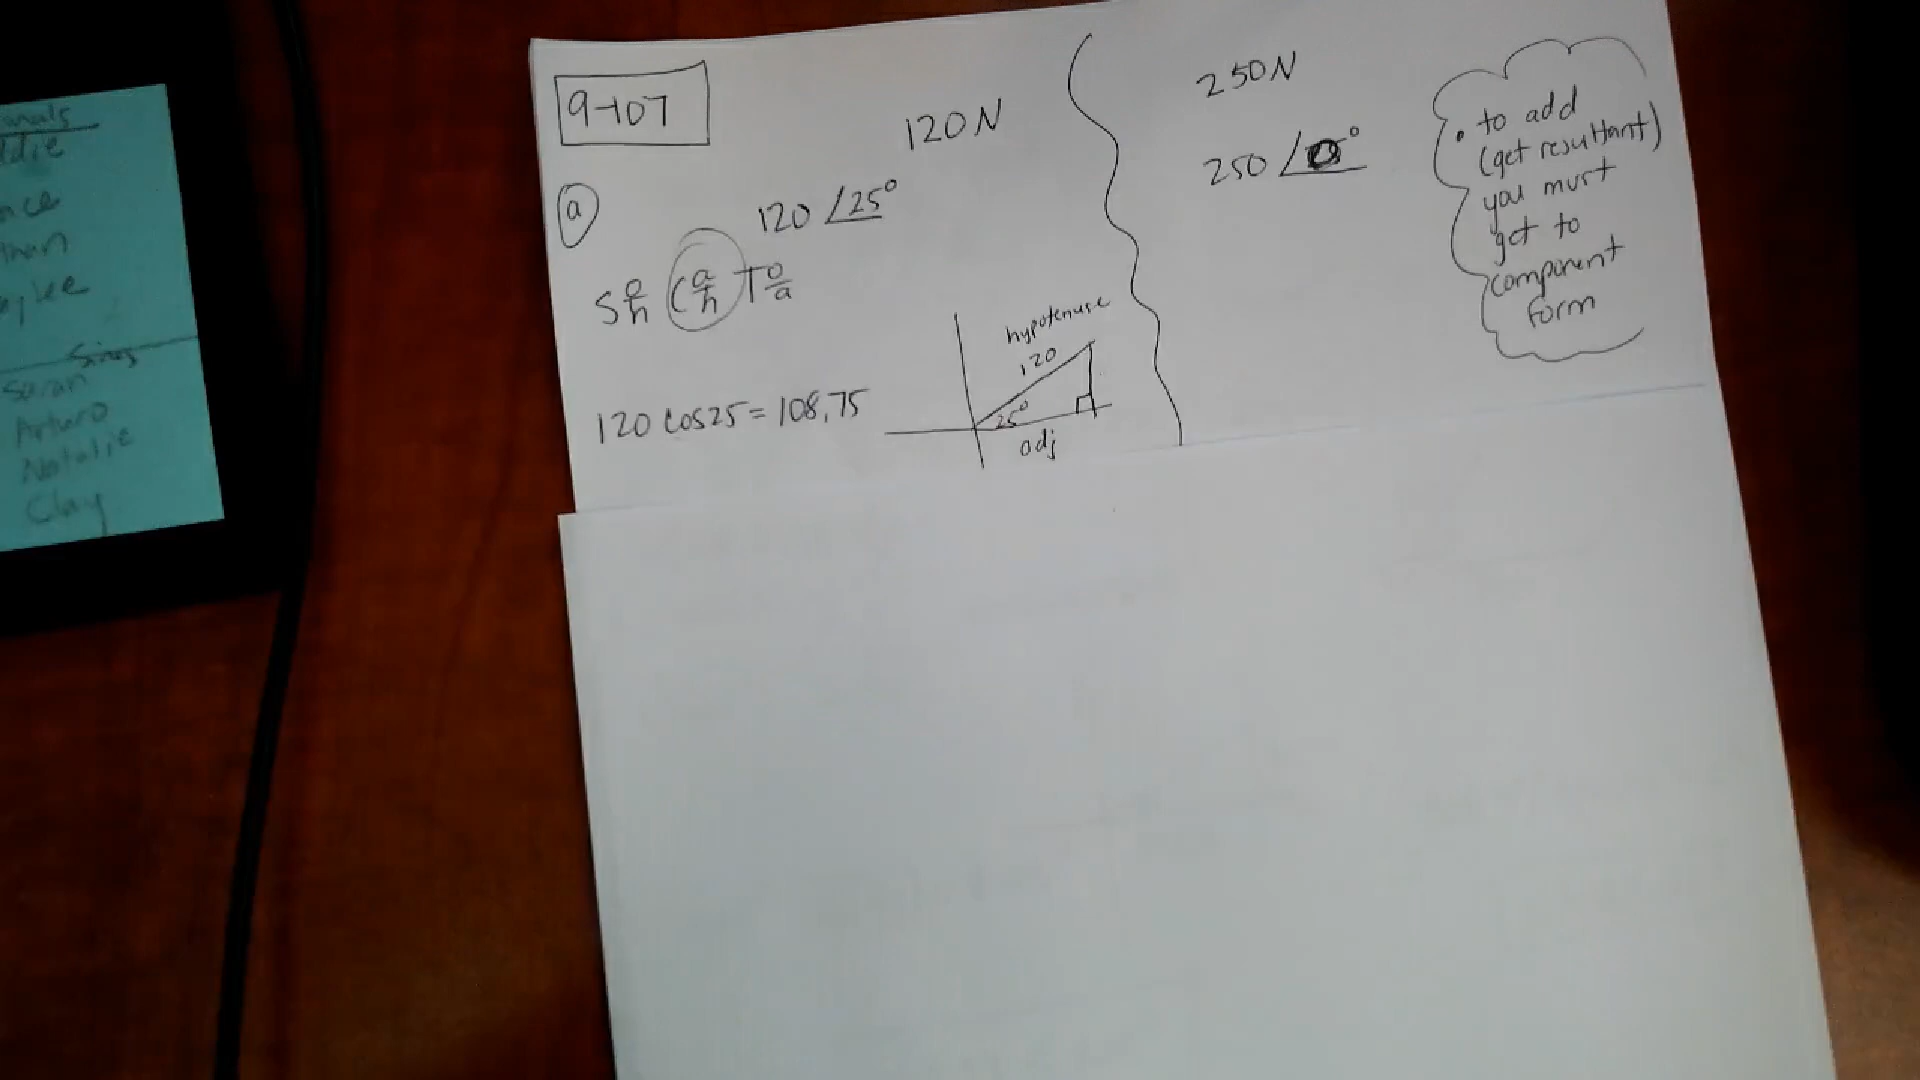 9-107
120N
250N
a
120 ∠25°
250 ∠0°
S o/h C a/h T o/a
120 cos25 = 108.75
hypotenuse
120
25°
adj
• to add
(get resultant)
you must
get to
component
form
Sarah
Arturo
Natalie
Clay